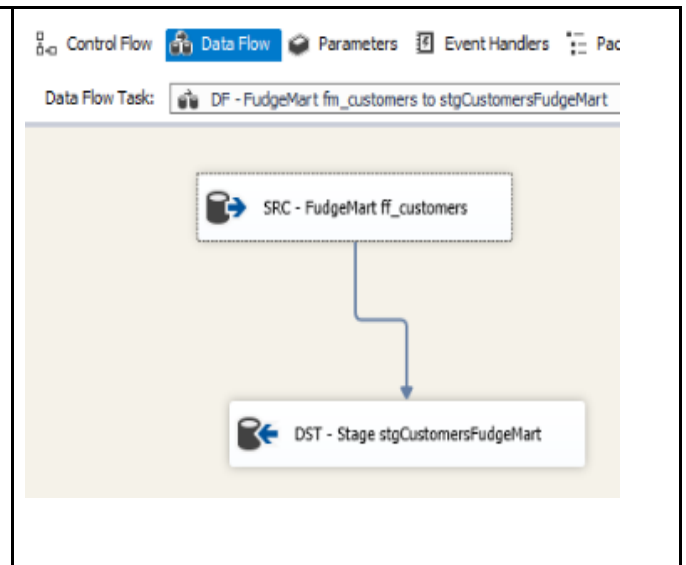 Control Flow Data Flow Parameters Event Handlers Pac
Data Flow Task: DF - FudgeMart fm_customers to stgCustomersFudgeMart
SRC - FudgeMart ff_customers
DST - Stage stgCustomersFudgeMart